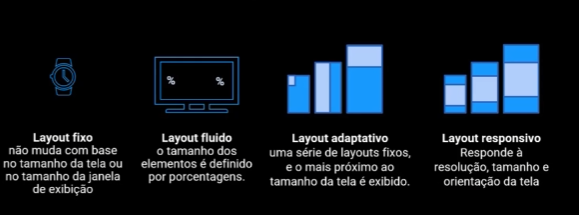 % %
Layout fixo
não muda com base
no tamanho da tela ou
no tamanho da janela
de exibição
Layout fluido
o tamanho dos
elementos é definido
por porcentagens.
Layout adaptativo
uma série de layouts fixos,
e o mais próximo ao
tamanho da tela é exibido.
Layout responsivo
Responde à
resolução, tamanho e
orientação da tela